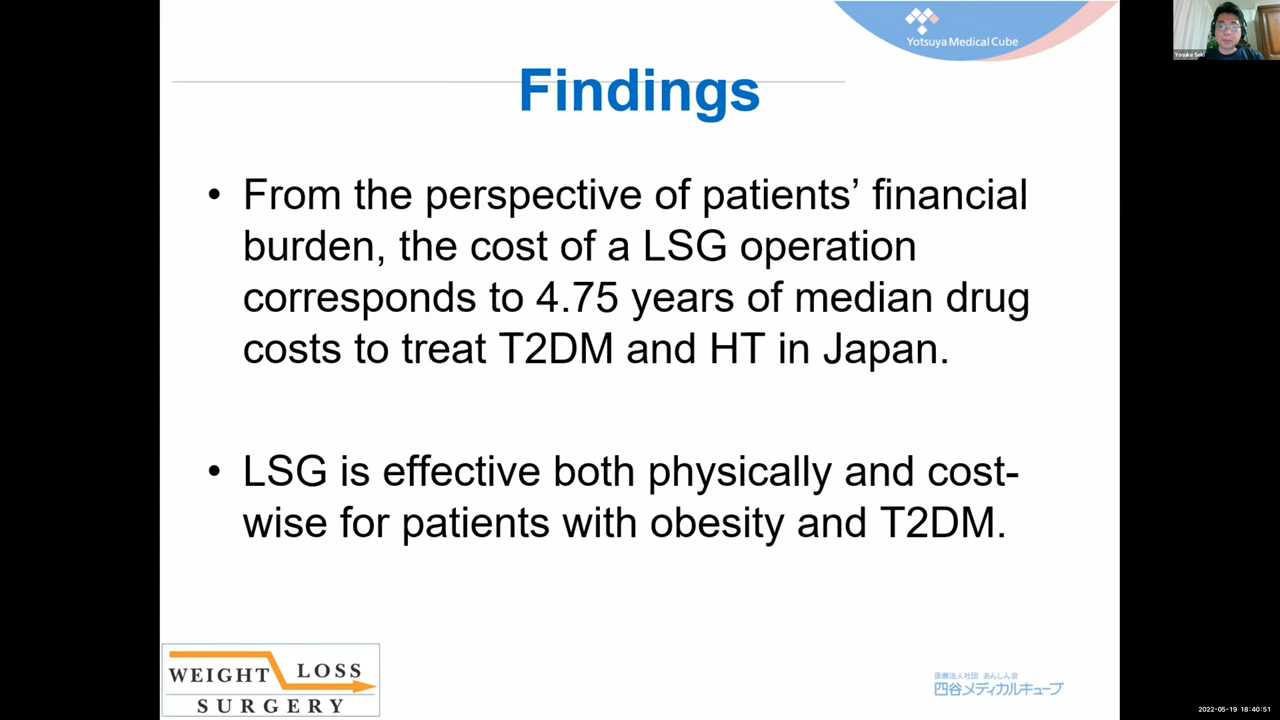 Yotsuya Medical Cube
Yosuke Seki
Findings
• From the perspective of patients’ financial
burden, the cost of a LSG operation
corresponds to 4.75 years of median drug
costs to treat T2DM and HT in Japan.
• LSG is effective both physically and cost-
wise for patients with obesity and T2DM.
WEIGHT LOSS
SURGERY
医療法人社団 あんしん会
四谷メディカルキューブ
2022-05-19 18:40:51